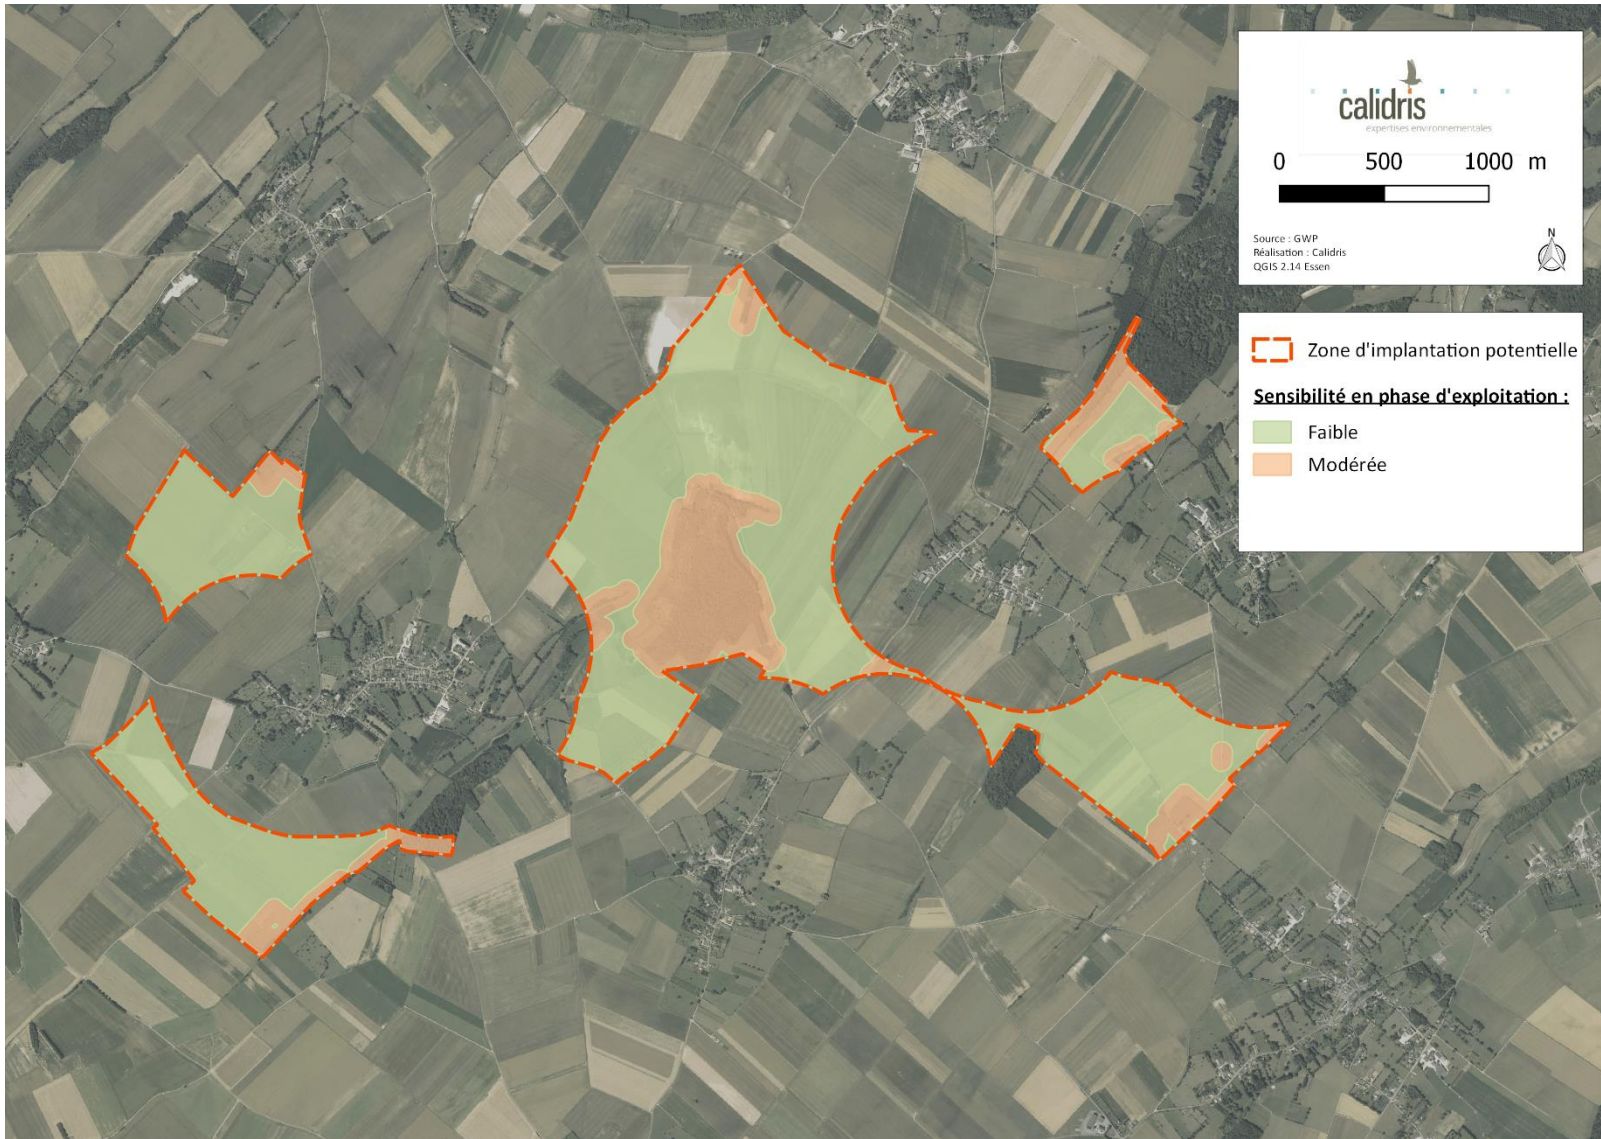 calidris
expertises environnementales
0 500 1000 m
Source : GWP
Réalisation : Calidris
QGIS 2.14 Essen
N
Zone d'implantation potentielle
Sensibilité en phase d'exploitation :
Faible
Modérée